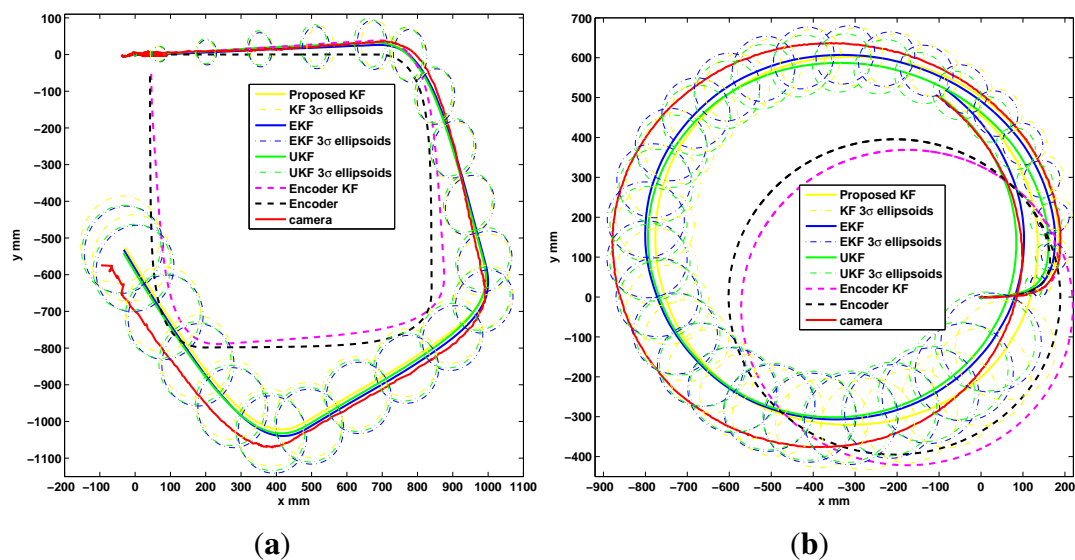 100
0
−100
−200
−300
−400
−500
−600
−700
−800
−900
−1000
−1100
y mm
−200 −100 0 100 200 300 400 500 600 700 800 900 1000 1100
x mm
Proposed KF
KF 3σ ellipsoids
EKF
EKF 3σ ellipsoids
UKF
UKF 3σ ellipsoids
Encoder KF
Encoder
camera
(a)
700
600
500
400
300
200
100
0
−100
−200
−300
−400
y mm
−900 −800 −700 −600 −500 −400 −300 −200 −100 0 100 200
x mm
Proposed KF
KF 3σ ellipsoids
EKF
EKF 3σ ellipsoids
UKF
UKF 3σ ellipsoids
Encoder KF
Encoder
camera
(b)